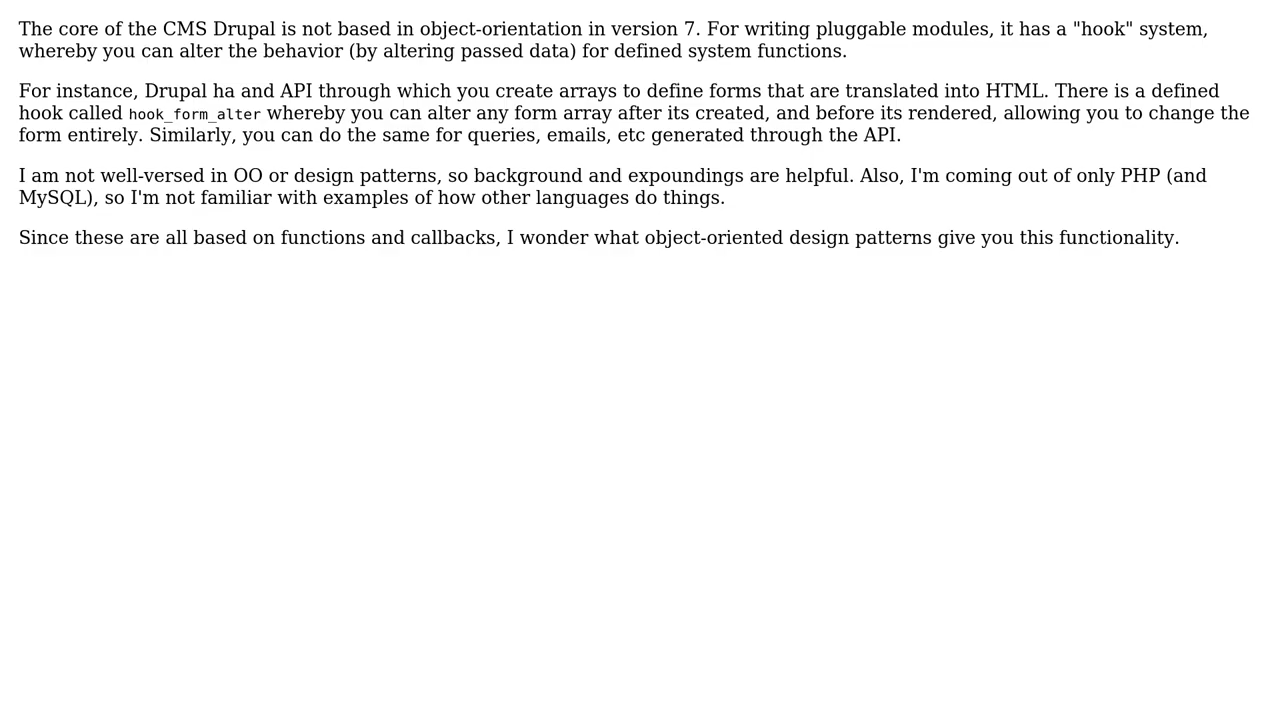 The core of the CMS Drupal is not based in object-orientation in version 7. For writing pluggable modules, it has a "hook" system,
whereby you can alter the behavior (by altering passed data) for defined system functions.
For instance, Drupal ha and API through which you create arrays to define forms that are translated into HTML. There is a defined
hook called hook_form_alter whereby you can alter any form array after its created, and before its rendered, allowing you to change the
form entirely. Similarly, you can do the same for queries, emails, etc generated through the API.
I am not well-versed in OO or design patterns, so background and expoundings are helpful. Also, I'm coming out of only PHP (and
MySQL), so I'm not familiar with examples of how other languages do things.
Since these are all based on functions and callbacks, I wonder what object-oriented design patterns give you this functionality.